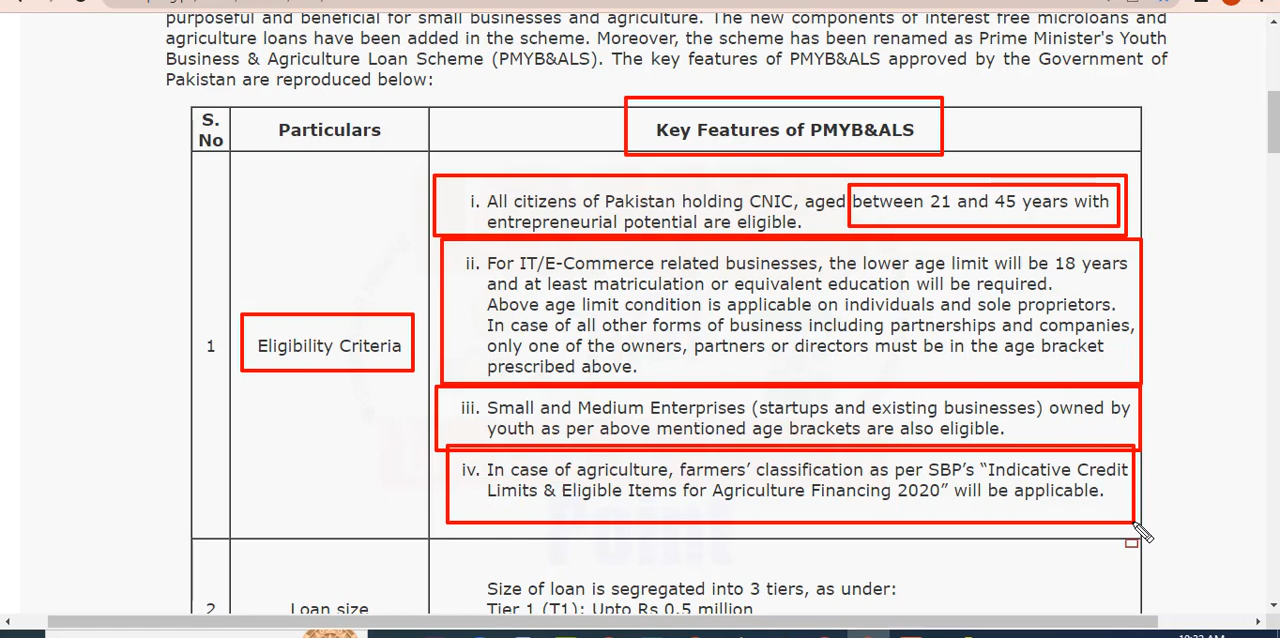 purposeful and beneficial for small businesses and agriculture. The new components of interest free microloans and
agriculture loans have been added in the scheme. Moreover, the scheme has been renamed as Prime Minister's Youth
Business & Agriculture Loan Scheme (PMYB&ALS). The key features of PMYB&ALS approved by the Government of
Pakistan are reproduced below:
S. No
Particulars
Key Features of PMYB&ALS
1
Eligibility Criteria
i. All citizens of Pakistan holding CNIC, aged between 21 and 45 years with
entrepreneurial potential are eligible.
ii. For IT/E-Commerce related businesses, the lower age limit will be 18 years
and at least matriculation or equivalent education will be required.
Above age limit condition is applicable on individuals and sole proprietors.
In case of all other forms of business including partnerships and companies,
only one of the owners, partners or directors must be in the age bracket
prescribed above.
iii. Small and Medium Enterprises (startups and existing businesses) owned by
youth as per above mentioned age brackets are also eligible.
iv. In case of agriculture, farmers’ classification as per SBP’s “Indicative Credit
Limits & Eligible Items for Agriculture Financing 2020” will be applicable.
2
Loan size
Size of loan is segregated into 3 tiers, as under:
Tier 1 (T1): Upto Rs 0.5 million